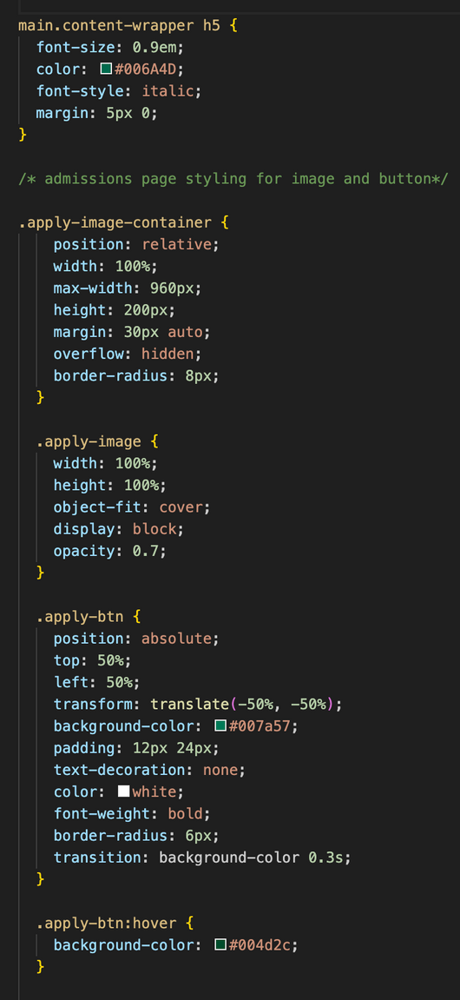 main.content-wrapper h5 {
  font-size: 0.9em;
  color: #006A4D;
  font-style: italic;
  margin: 5px 0;
}
/* admissions page styling for image and button*/
.apply-image-container {
    position: relative;
    width: 100%;
    max-width: 960px;
    height: 200px;
    margin: 30px auto;
    overflow: hidden;
    border-radius: 8px;
  }
  .apply-image {
    width: 100%;
    height: 100%;
    object-fit: cover;
    display: block;
    opacity: 0.7;
  }
  .apply-btn {
    position: absolute;
    top: 50%;
    left: 50%;
    transform: translate(-50%, -50%);
    background-color: #007a57;
    padding: 12px 24px;
    text-decoration: none;
    color: white;
    font-weight: bold;
    border-radius: 6px;
    transition: background-color 0.3s;
  }
  .apply-btn:hover {
    background-color: #004d2c;
  }